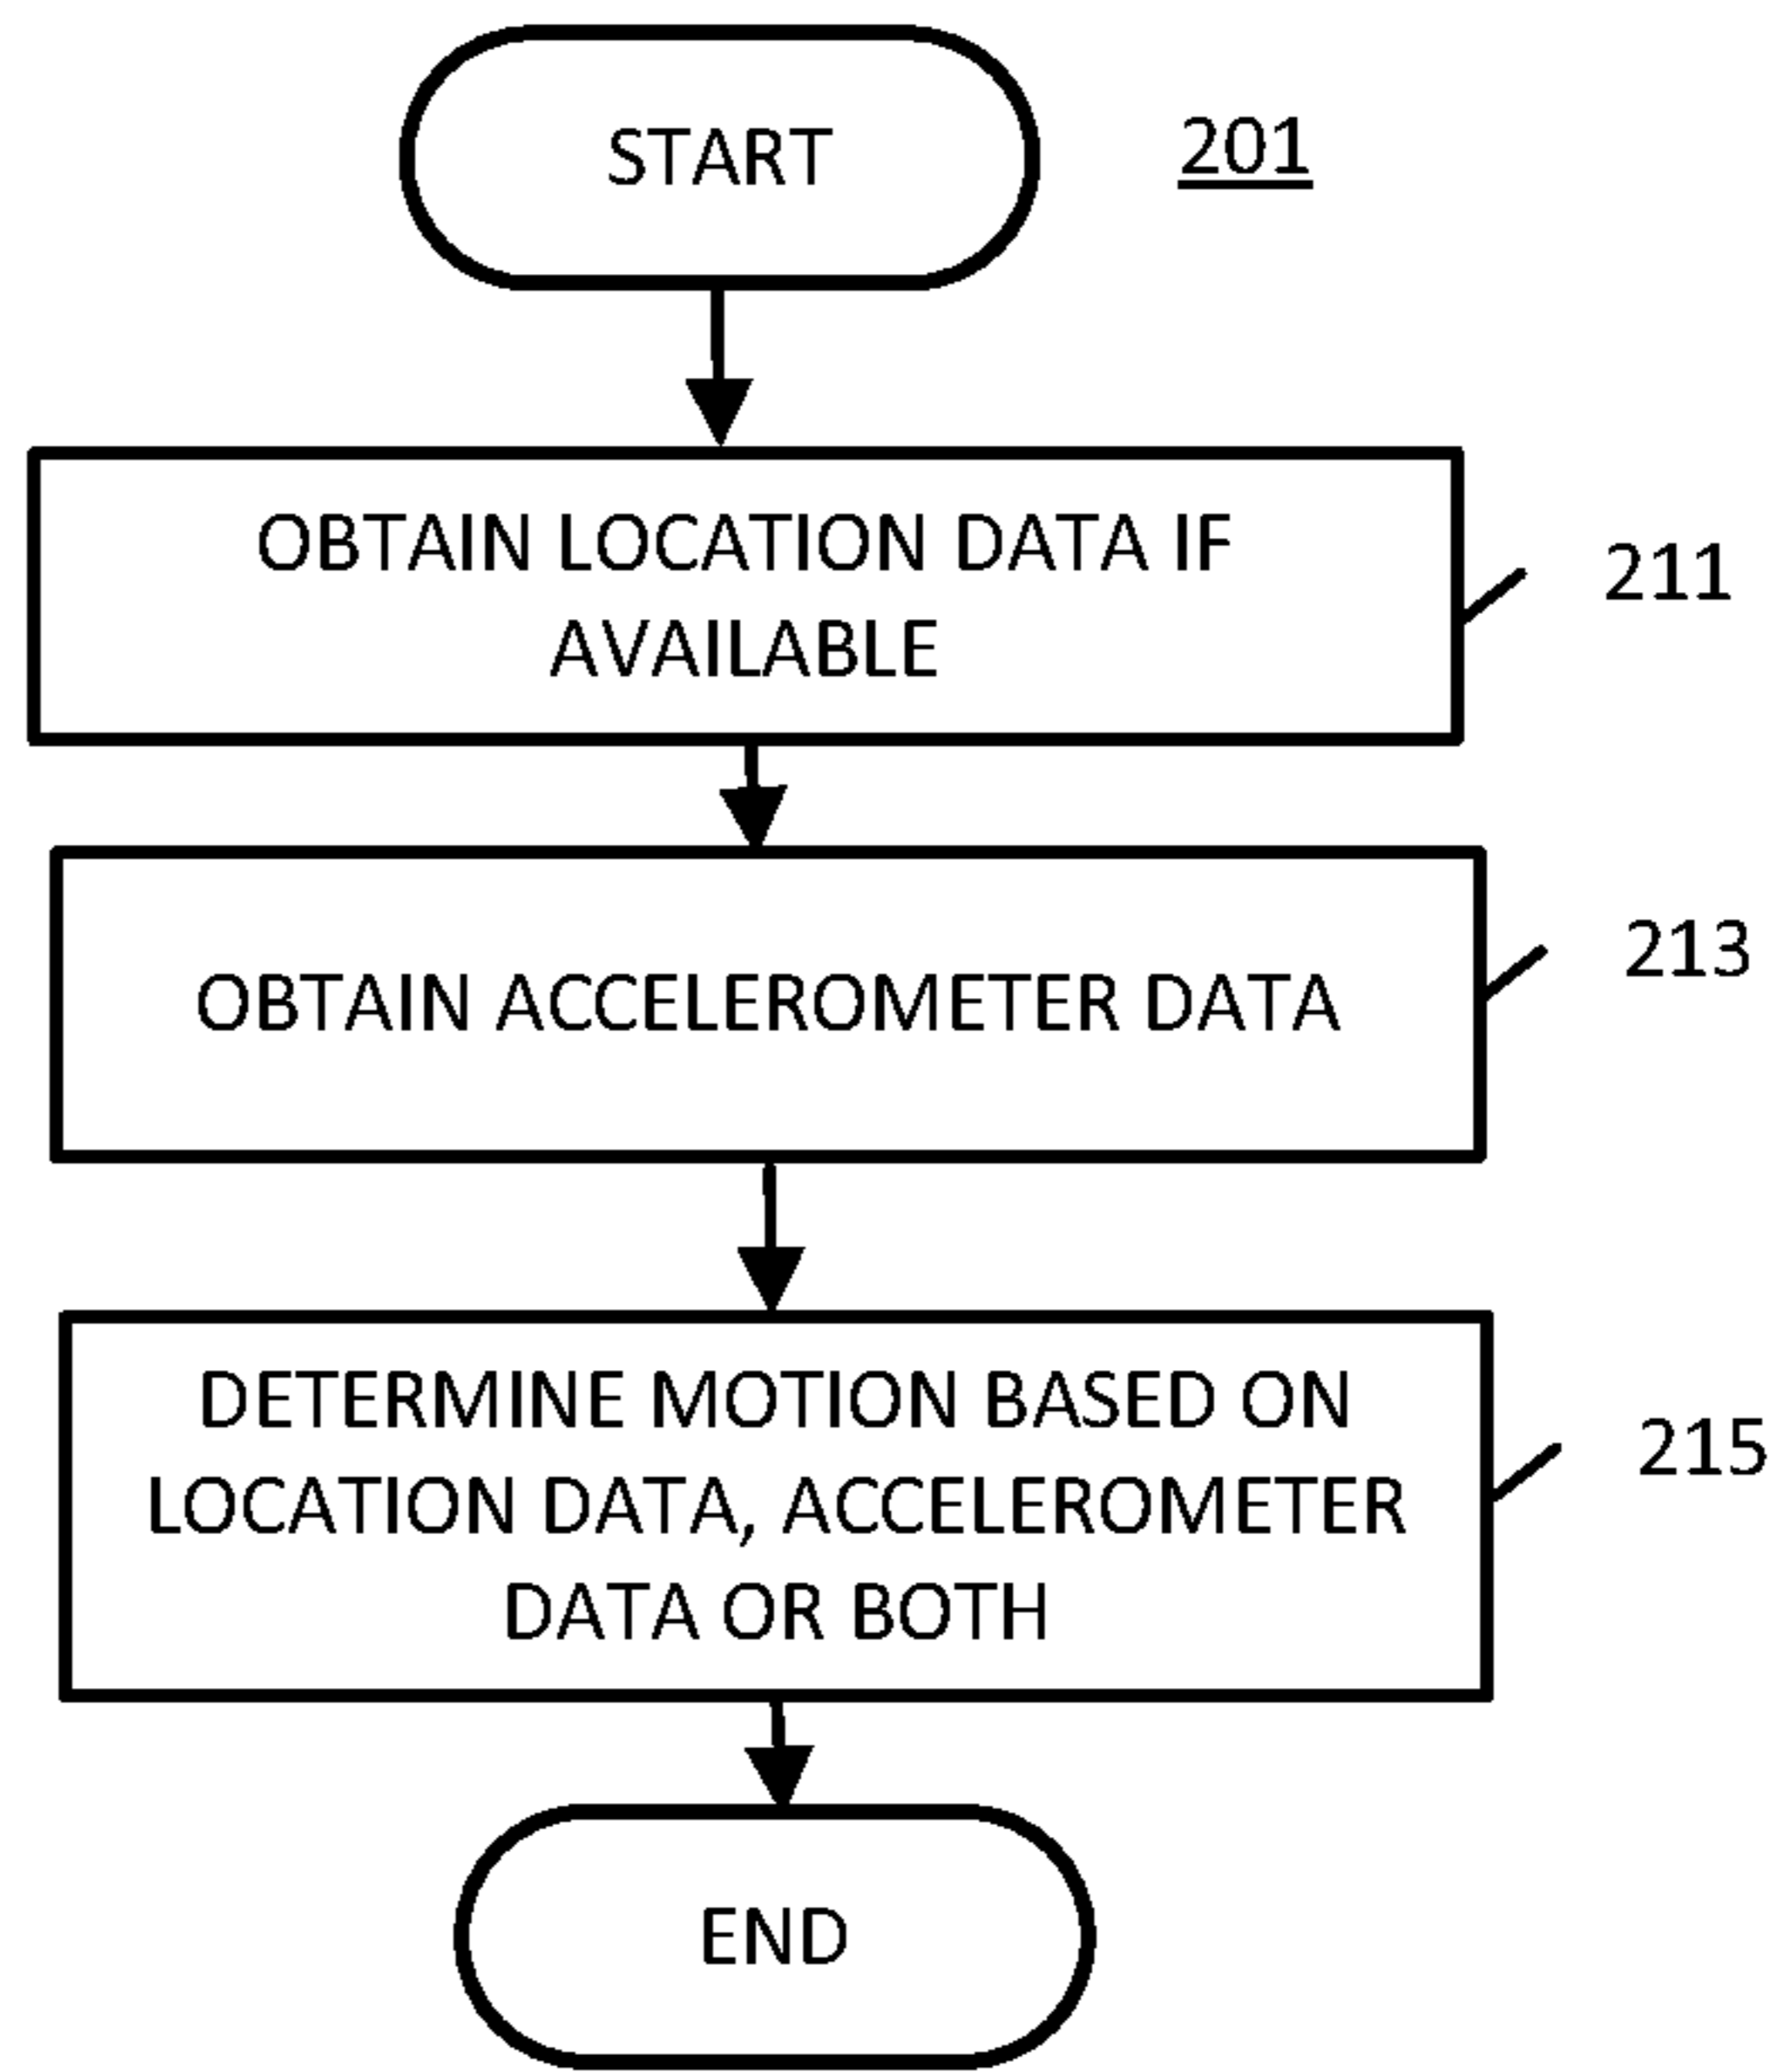 START
201
OBTAIN LOCATION DATA IF
AVAILABLE
211
OBTAIN ACCELEROMETER DATA
213
DETERMINE MOTION BASED ON
LOCATION DATA, ACCELEROMETER
DATA OR BOTH
215
END